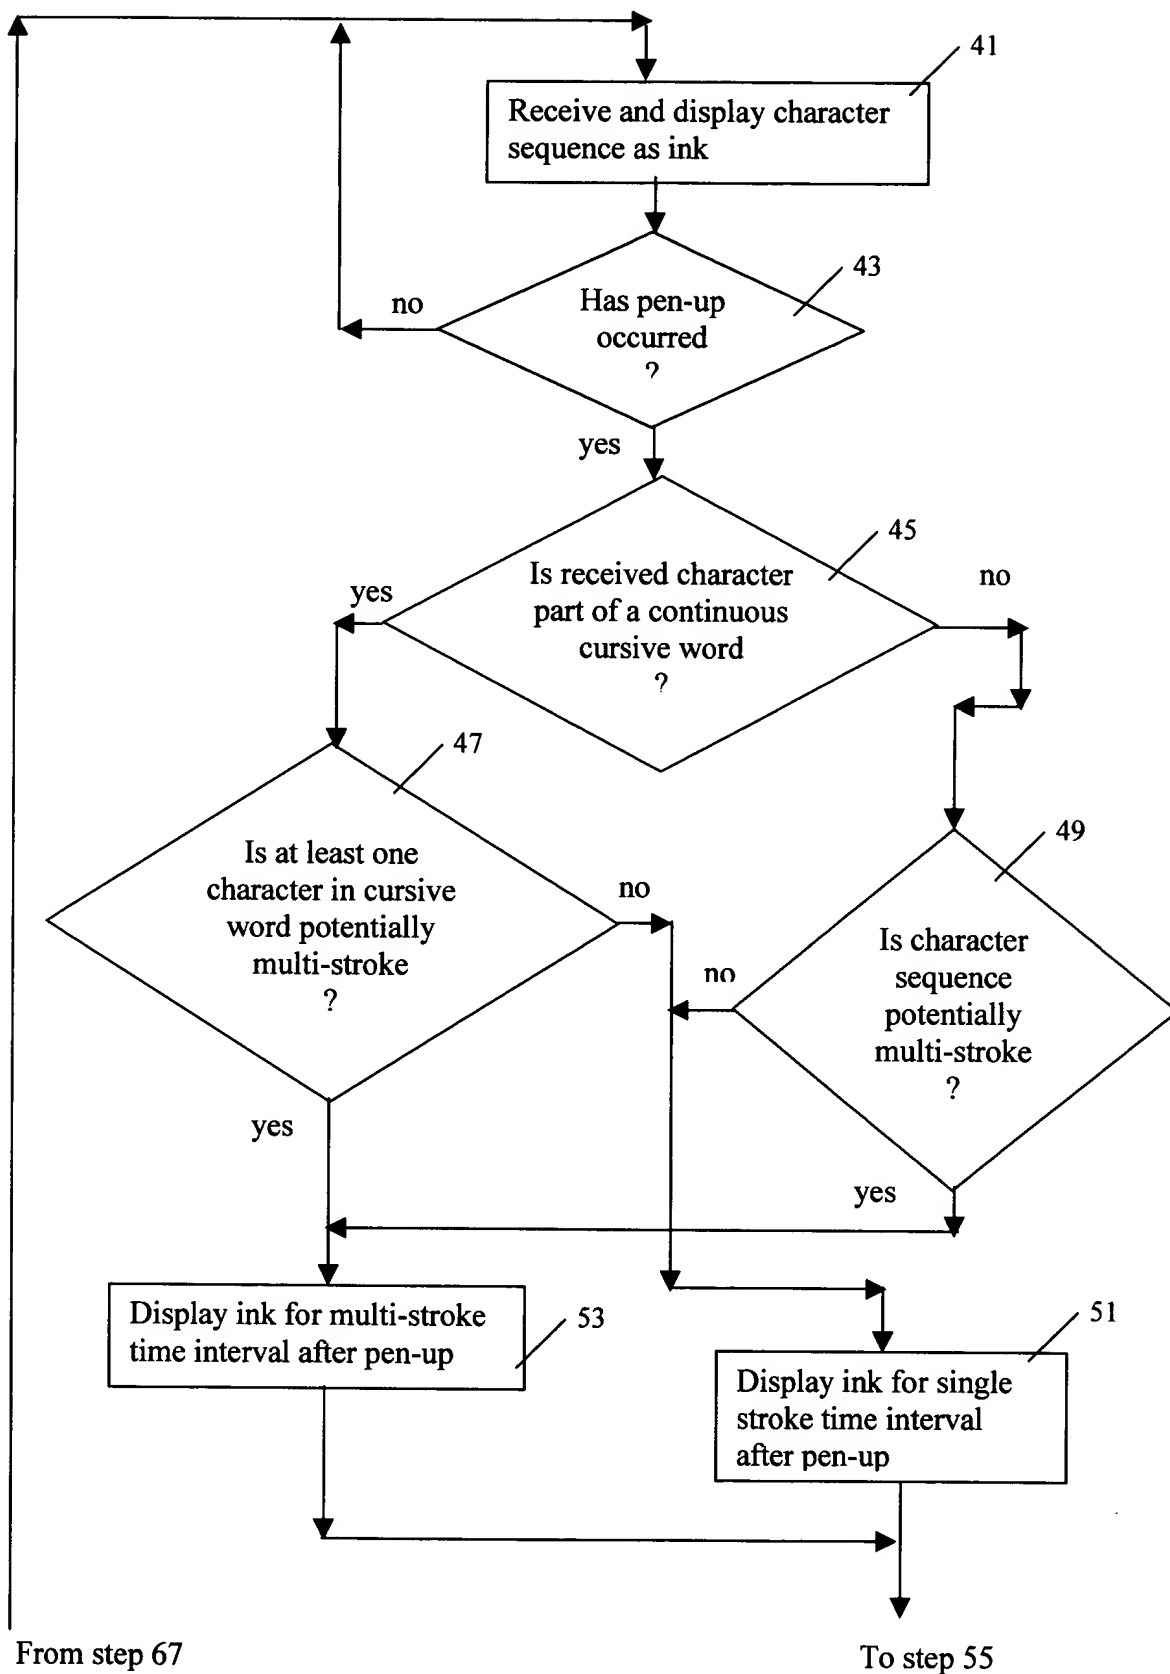 41
Receive and display character
sequence as ink
43
no
Has pen-up
occurred
?
yes
45
Is received character
part of a continuous
cursive word
?
yes
no
47
Is at least one
character in cursive
word potentially
multi-stroke
?
no
49
Is character
sequence
potentially
multi-stroke
?
no
yes
yes
Display ink for multi-stroke
time interval after pen-up
53
51
Display ink for single
stroke time interval
after pen-up
From step 67
To step 55